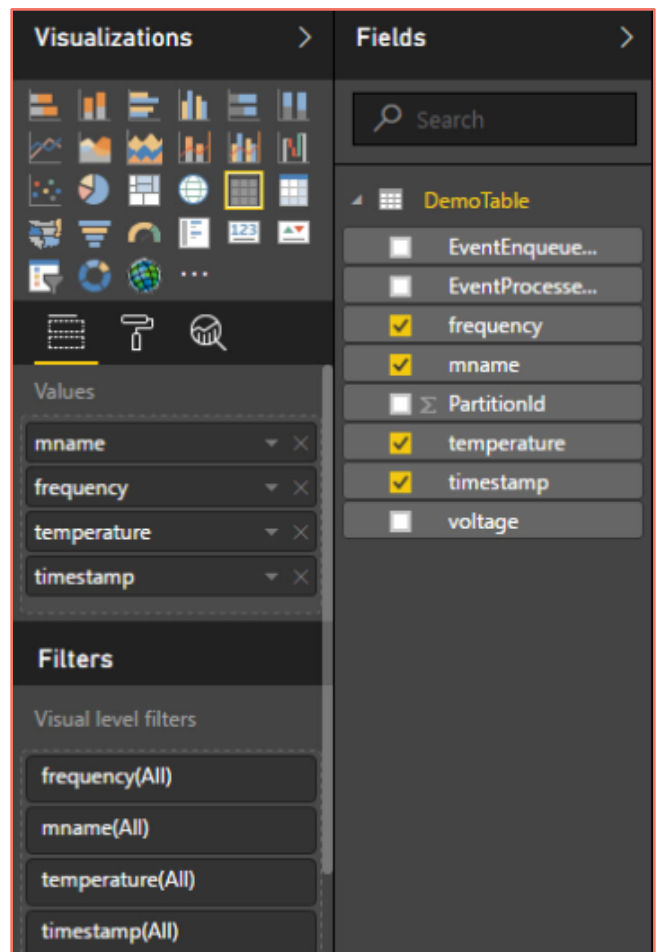 Visualizations
123
Values
mname
frequency
temperature
timestamp
Filters
Visual level filters
frequency(All)
mname(All)
temperature(All)
timestamp(All)
Fields
Search
DemoTable
EventEnqueue...
EventProcesse...
frequency
mname
Σ PartitionId
temperature
timestamp
voltage